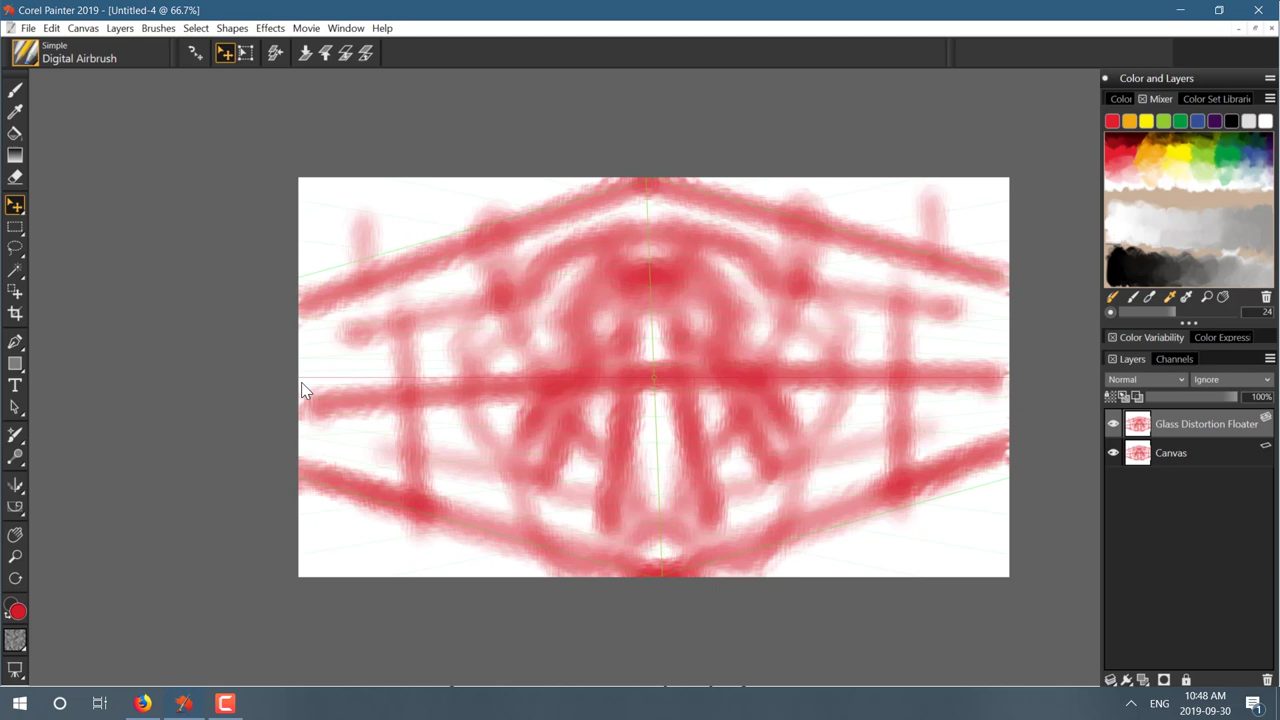 Corel Painter 2019 - [Untitled-4 @ 66.7%]
File Edit Canvas Layers Brushes Select Shapes Effects Movie Window Help
Simple
Digital Airbrush
Color and Layers
Color Mixer Color Set Librarie
24
Color Variability Color Express
Layers Channels
Normal Ignore
100%
Glass Distortion Floater
Canvas
10:48 AM
ENG
2019-09-30
1